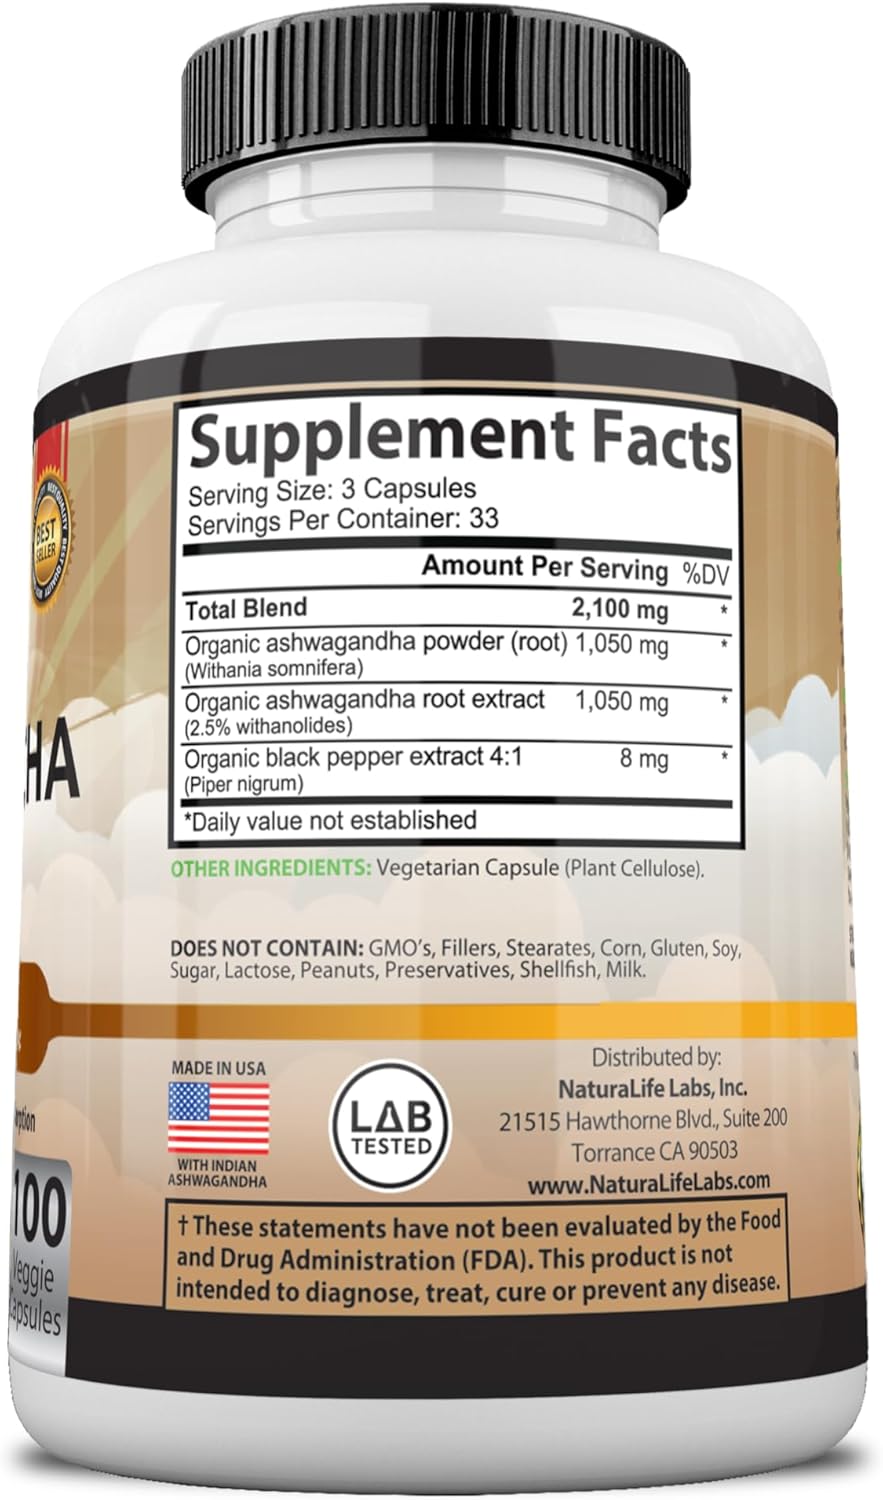 Supplement Facts
Serving Size: 3 Capsules
Servings Per Container: 33
Amount Per Serving %DV
Total Blend 2,100 mg *
Organic ashwagandha powder (root) 1,050 mg *
(Withania somnifera)
Organic ashwagandha root extract 1,050 mg *
(2.5% withanolides)
Organic black pepper extract 4:1 8 mg *
(Piper nigrum)
*Daily value not established
OTHER INGREDIENTS: Vegetarian Capsule (Plant Cellulose).
DOES NOT CONTAIN: GMO's, Fillers, Stearates, Corn, Gluten, Soy,
Sugar, Lactose, Peanuts, Preservatives, Shellfish, Milk.
MADE IN USA
WITH INDIAN
ASHWAGANDHA
LAB
TESTED
Distributed by:
NaturaLife Labs, Inc.
21515 Hawthorne Blvd., Suite 200
Torrance CA 90503
www.NaturaLifeLabs.com
† These statements have not been evaluated by the Food
and Drug Administration (FDA). This product is not
intended to diagnose, treat, cure or prevent any disease.
BEST
SELLER
BEST QUALITY
HA
100
Veggie
Capsules